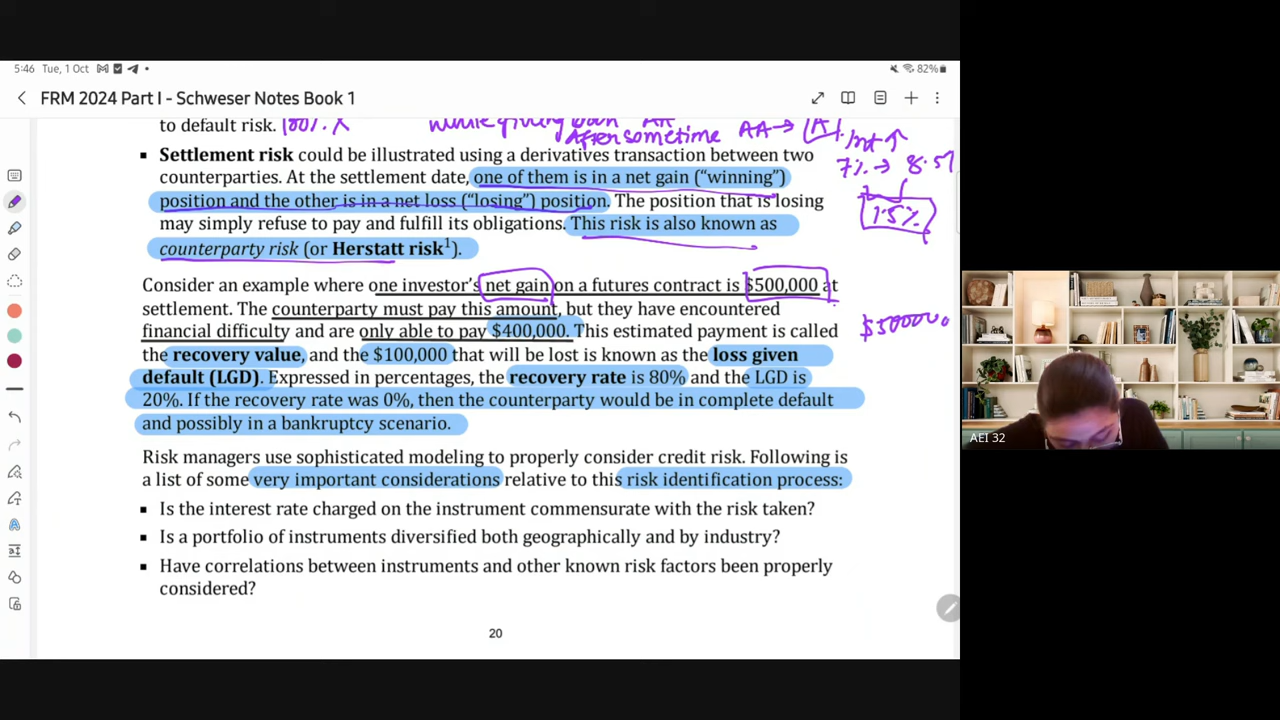 5:46 Tue, 1 Oct
82%
FRM 2024 Part I - Schweser Notes Book 1
to default risk.
After sometime AA → [A]
int ↑
7% → 8.5%
1.5%
▪ Settlement risk could be illustrated using a derivatives transaction between two
counterparties. At the settlement date, one of them is in a net gain (“winning”)
position and the other is in a net loss (“losing”) position. The position that is losing
may simply refuse to pay and fulfill its obligations. This risk is also known as
counterparty risk (or Herstatt risk¹).
Consider an example where one investor’s net gain on a futures contract is $500,000 at
settlement. The counterparty must pay this amount, but they have encountered
financial difficulty and are only able to pay $400,000. This estimated payment is called
the recovery value, and the $100,000 that will be lost is known as the loss given
default (LGD). Expressed in percentages, the recovery rate is 80% and the LGD is
20%. If the recovery rate was 0%, then the counterparty would be in complete default
and possibly in a bankruptcy scenario.
$500000
Risk managers use sophisticated modeling to properly consider credit risk. Following is
a list of some very important considerations relative to this risk identification process:
▪ Is the interest rate charged on the instrument commensurate with the risk taken?
▪ Is a portfolio of instruments diversified both geographically and by industry?
▪ Have correlations between instruments and other known risk factors been properly
considered?
20
AEI 32